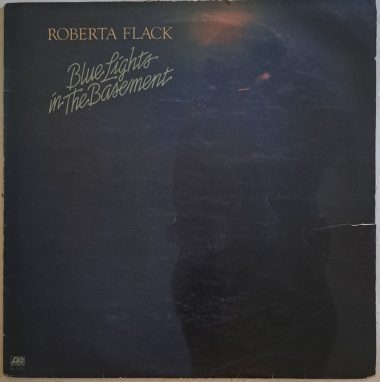 ROBERTA FLACK
Blue Lights
in The Basement